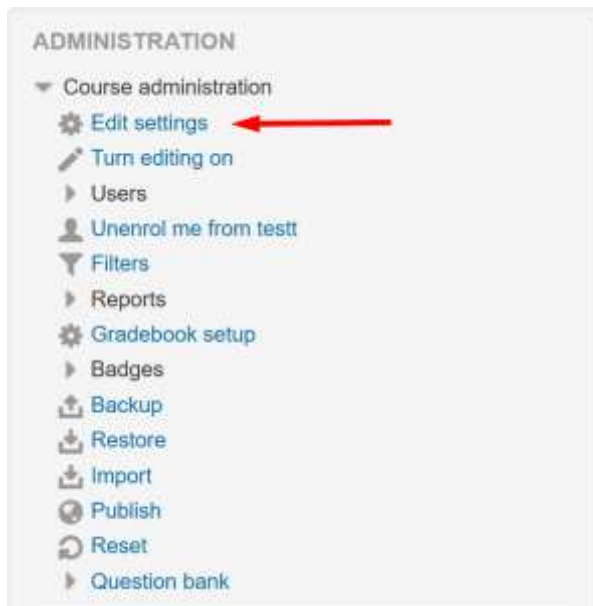 ADMINISTRATION
Course administration
Edit settings
Turn editing on
Users
Unenrol me from testt
Filters
Reports
Gradebook setup
Badges
Backup
Restore
Import
Publish
Reset
Question bank